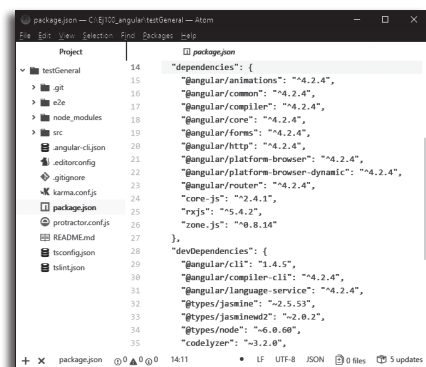 package.json — C:\Ej100_angular\testGeneral — Atom
File Edit View Selection Find Packages Help
Project
package.json
testGeneral
.git
e2e
node_modules
src
.angular-cli.json
.editorconfig
.gitignore
karma.conf.js
package.json
protractor.conf.js
README.md
tsconfig.json
tslint.json
14 "dependencies": {
15 "@angular/animations": "^4.2.4",
16 "@angular/common": "^4.2.4",
17 "@angular/compiler": "^4.2.4",
18 "@angular/core": "^4.2.4",
19 "@angular/forms": "^4.2.4",
20 "@angular/http": "^4.2.4",
21 "@angular/platform-browser": "^4.2.4",
22 "@angular/platform-browser-dynamic": "^4.2.4",
23 "@angular/router": "^4.2.4",
24 "core-js": "^2.4.1",
25 "rxjs": "^5.4.2",
26 "zone.js": "^0.8.14"
27 },
28 "devDependencies": {
29 "@angular/cli": "1.4.5",
30 "@angular/compiler-cli": "^4.2.4",
31 "@angular/language-service": "^4.2.4",
32 "@types/jasmine": "~2.5.53",
33 "@types/jasminewd2": "~2.0.2",
34 "@types/node": "~6.0.60",
35 "codelyzer": "~3.2.0",
package.json 0 0 0 14:11 LF UTF-8 JSON 0 files 5 updates